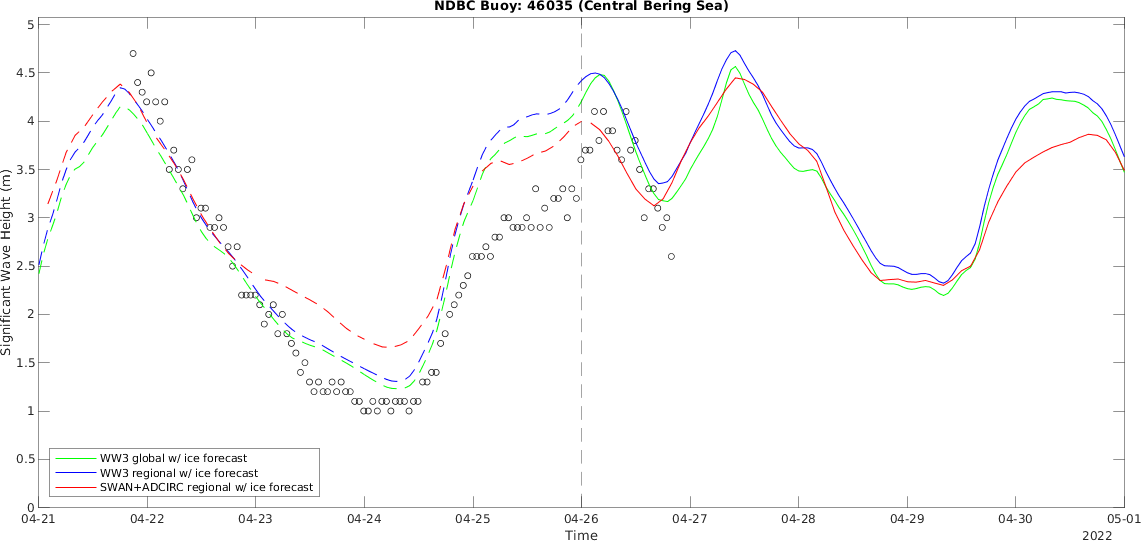 NDBC Buoy: 46035 (Central Bering Sea)
5
4.5
4
3.5
3
2.5
2
1.5
1
0.5
0
Significant Wave Height (m)
WW3 global w/ ice forecast
WW3 regional w/ ice forecast
SWAN+ADCIRC regional w/ ice forecast
04-21 04-22 04-23 04-24 04-25 04-26 04-27 04-28 04-29 04-30 05-01
Time
2022